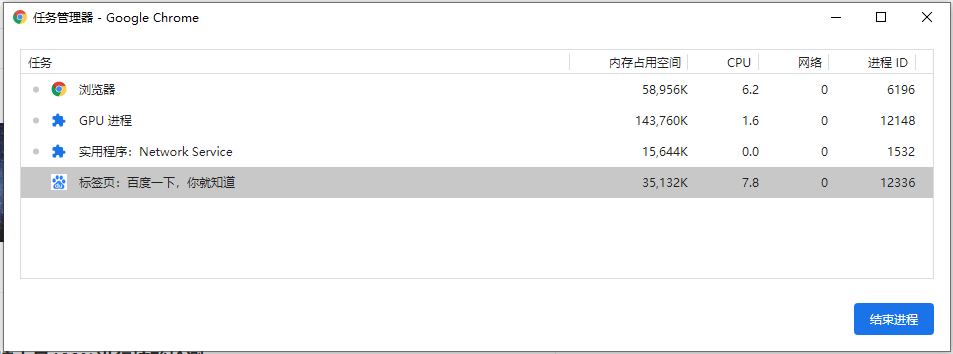 任务管理器 - Google Chrome
任务 内存占用空间 CPU 网络 进程 ID
浏览器 58,956K 6.2 0 6196
GPU 进程 143,760K 1.6 0 12148
实用程序：Network Service 15,644K 0.0 0 1532
标签页：百度一下，你就知道 35,132K 7.8 0 12336
结束进程